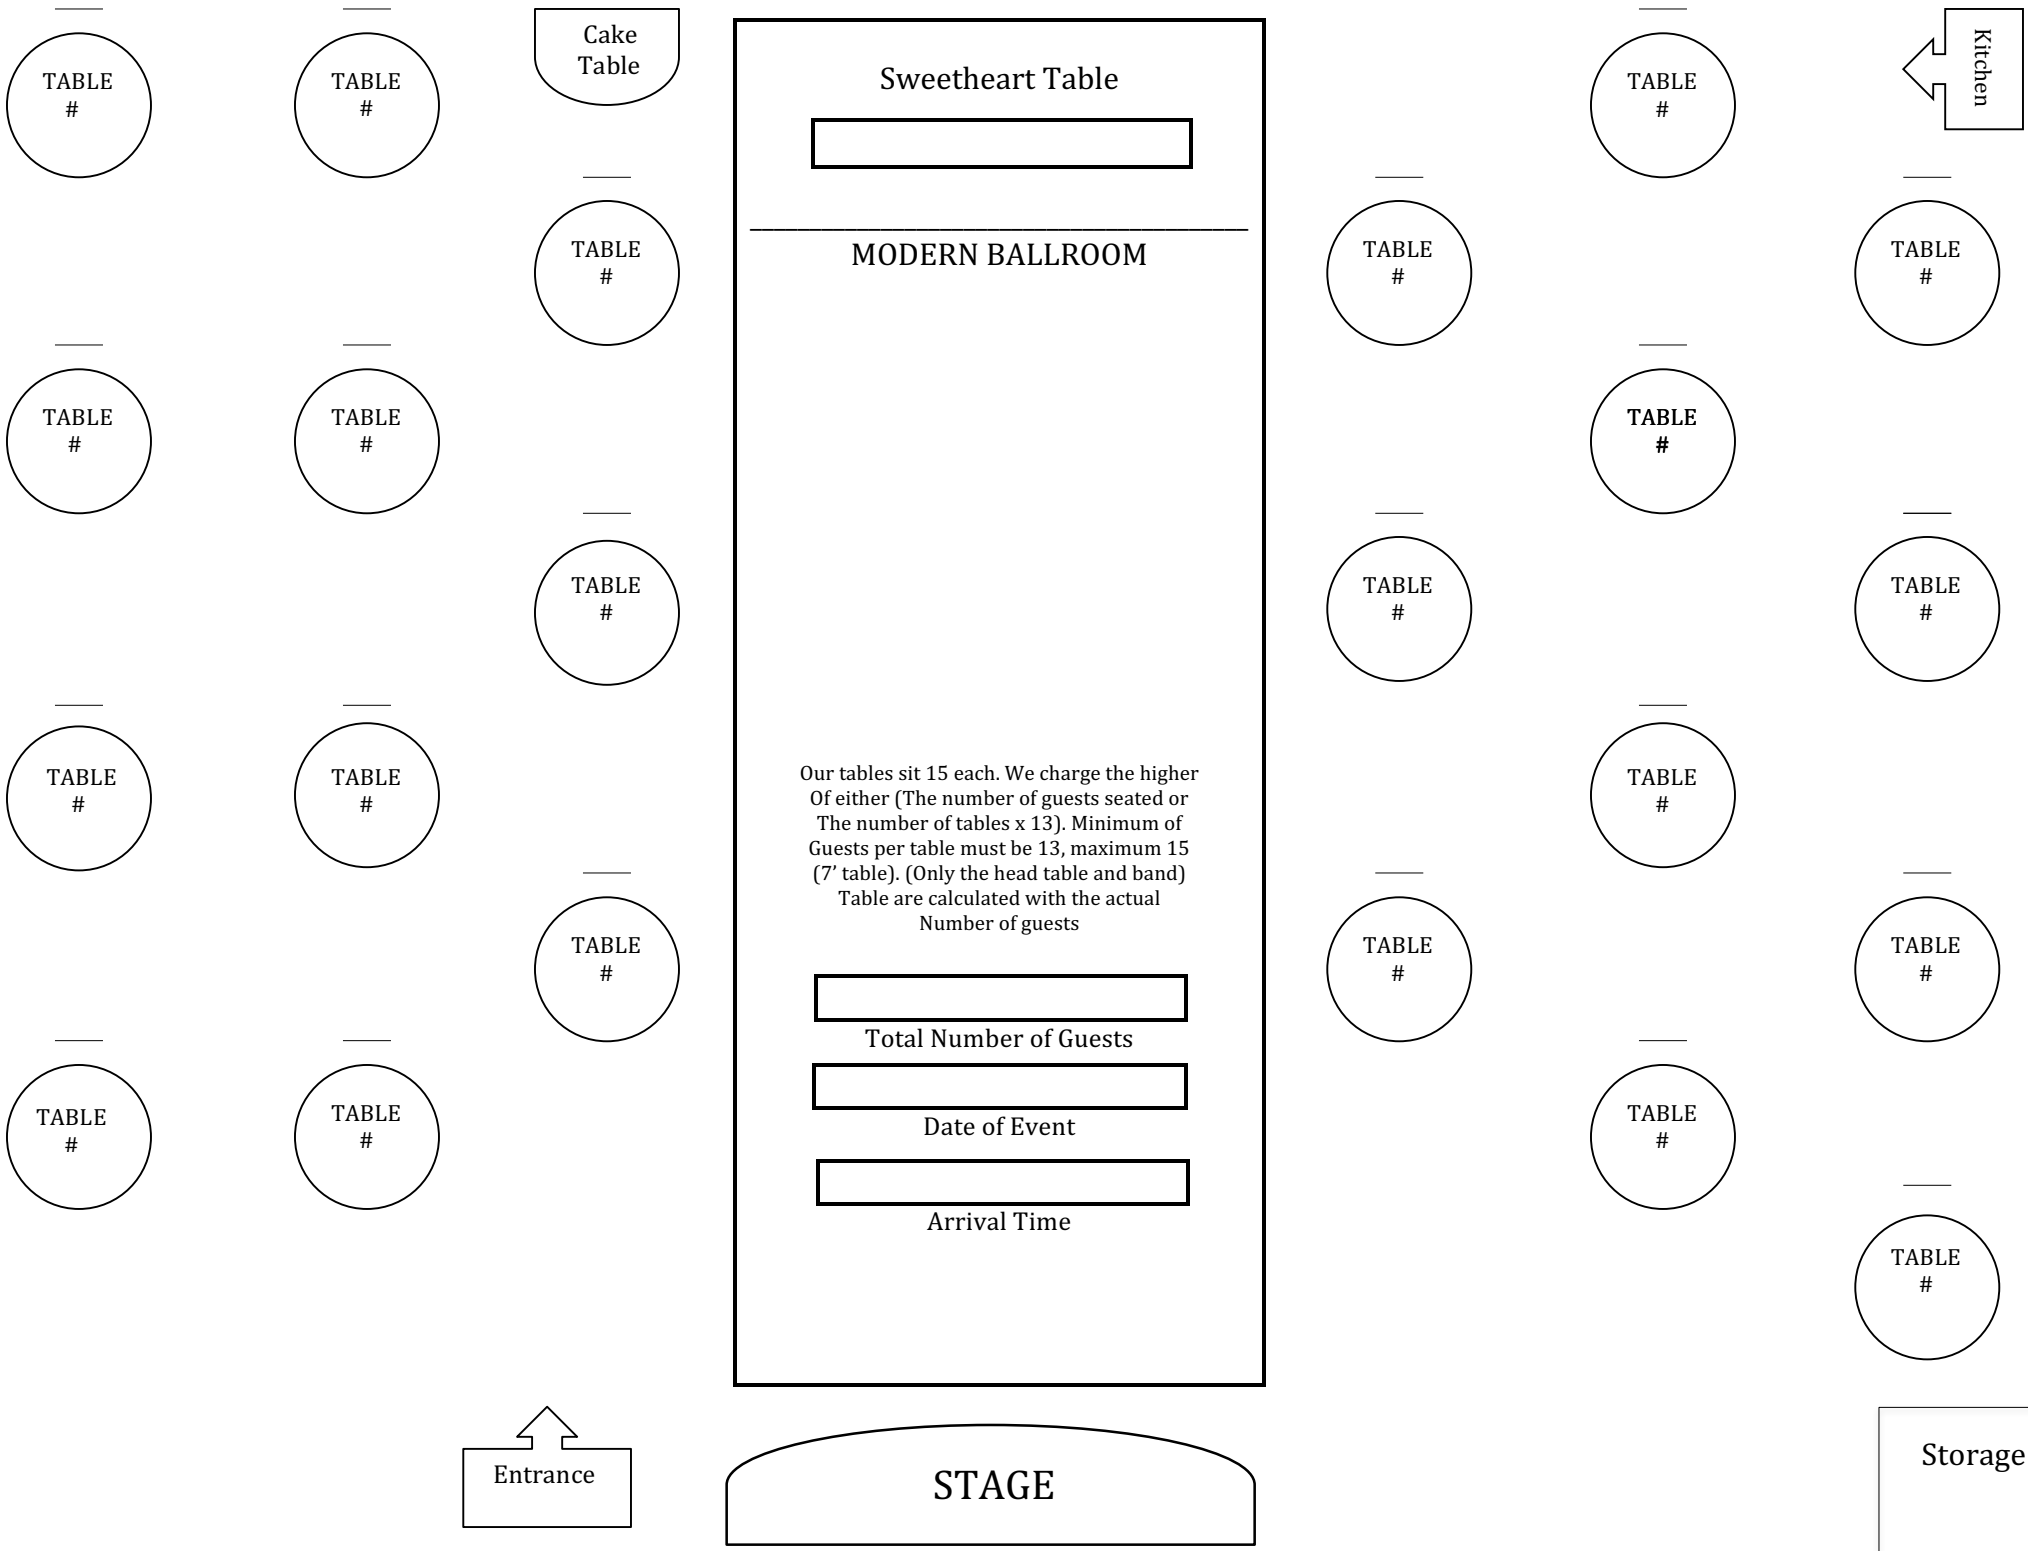 TABLE
#
TABLE
#
Cake
Table
Sweetheart Table
TABLE
#
Kitchen
TABLE
#
MODERN BALLROOM
TABLE
#
TABLE
#
TABLE
#
TABLE
#
TABLE
#
TABLE
#
TABLE
#
TABLE
#
TABLE
#
TABLE
#
Our tables sit 15 each. We charge the higher
Of either (The number of guests seated or
The number of tables x 13). Minimum of
Guests per table must be 13, maximum 15
(7’ table). (Only the head table and band)
Table are calculated with the actual
Number of guests
TABLE
#
TABLE
#
TABLE
#
TABLE
#
Total Number of Guests
Date of Event
Arrival Time
TABLE
#
TABLE
#
TABLE
#
TABLE
#
Entrance
STAGE
Storage